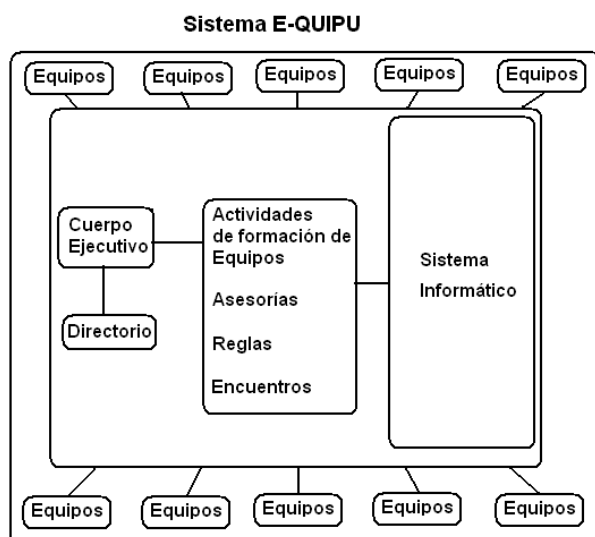 Sistema E-QUIPU
Equipos
Equipos
Equipos
Equipos
Equipos
Cuerpo
Ejecutivo
Directorio
Actividades
de formación de
Equipos
Asesorías
Reglas
Encuentros
Sistema
Informático
Equipos
Equipos
Equipos
Equipos
Equipos